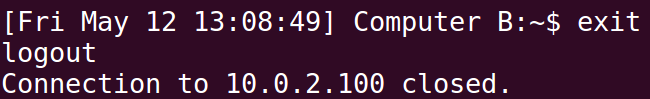 [Fri May 12 13:08:49] Computer B:~$ exit
logout
Connection to 10.0.2.100 closed.